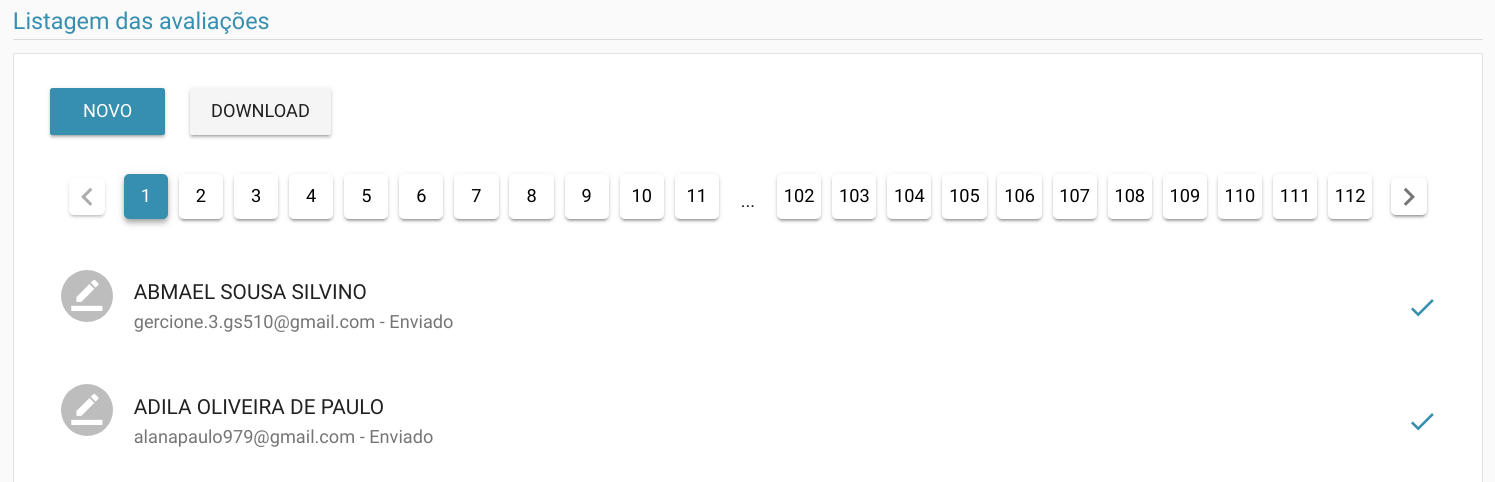 Listagem das avaliações
NOVO DOWNLOAD
1 2 3 4 5 6 7 8 9 10 11 ... 102 103 104 105 106 107 108 109 110 111 112
ABMAEL SOUSA SILVINO
gercione.3.gs510@gmail.com - Enviado
ADILA OLIVEIRA DE PAULO
alanapaulo979@gmail.com - Enviado